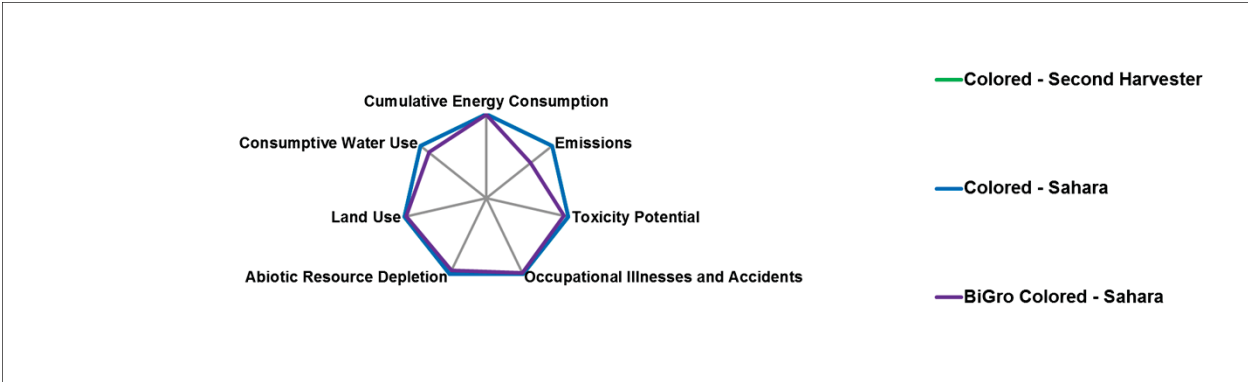 Cumulative Energy Consumption
Consumptive Water Use
Emissions
Land Use
Toxicity Potential
Abiotic Resource Depletion
Occupational Illnesses and Accidents
Colored - Second Harvester
Colored - Sahara
BiGro Colored - Sahara